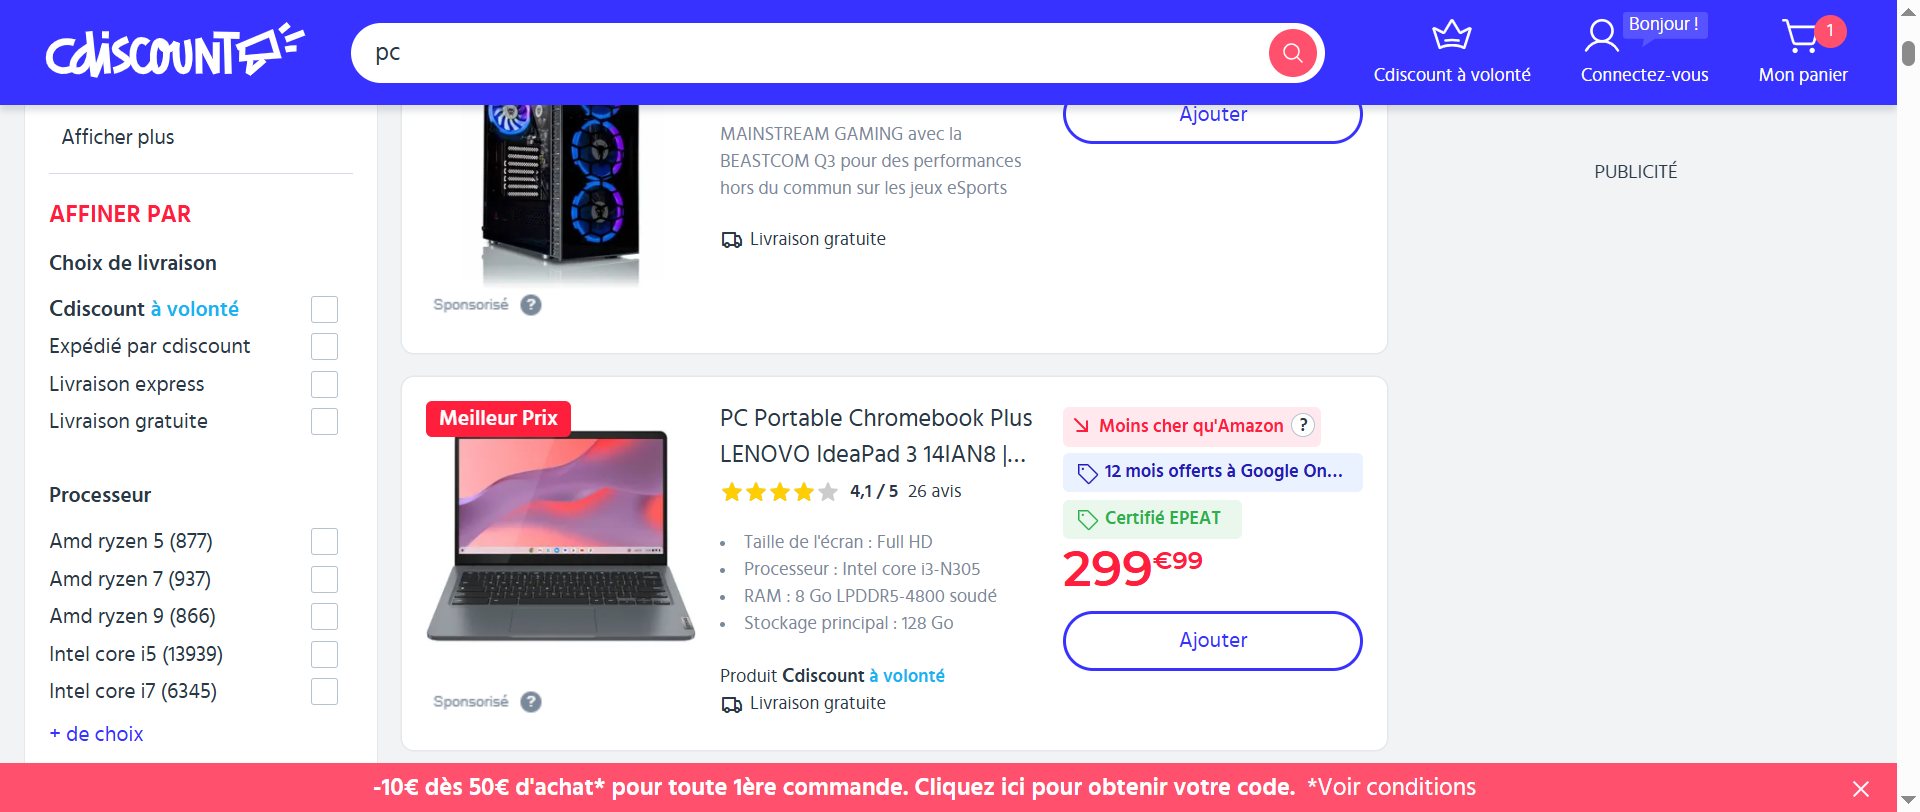 Cdiscount
pc
Cdiscount à volonté
Bonjour !
Connectez-vous
1
Mon panier
Afficher plus
AFFINER PAR
Choix de livraison
Cdiscount à volonté
Expédié par cdiscount
Livraison express
Livraison gratuite
Processeur
Amd ryzen 5 (877)
Amd ryzen 7 (937)
Amd ryzen 9 (866)
Intel core i5 (13939)
Intel core i7 (6345)
+ de choix
MAINSTREAM GAMING avec la
BEASTCOM Q3 pour des performances
hors du commun sur les jeux eSports
Livraison gratuite
Sponsorisé ?
Ajouter
Meilleur Prix
PC Portable Chromebook Plus
LENOVO IdeaPad 3 14IAN8 |...
4,1 / 5 26 avis
• Taille de l'écran : Full HD
• Processeur : Intel core i3-N305
• RAM : 8 Go LPDDR5-4800 soudé
• Stockage principal : 128 Go
Produit Cdiscount à volonté
Livraison gratuite
Sponsorisé ?
Moins cher qu'Amazon ?
12 mois offerts à Google On...
Certifié EPEAT
299€99
Ajouter
PUBLICITÉ
-10€ dès 50€ d'achat* pour toute 1ère commande. Cliquez ici pour obtenir votre code. *Voir conditions